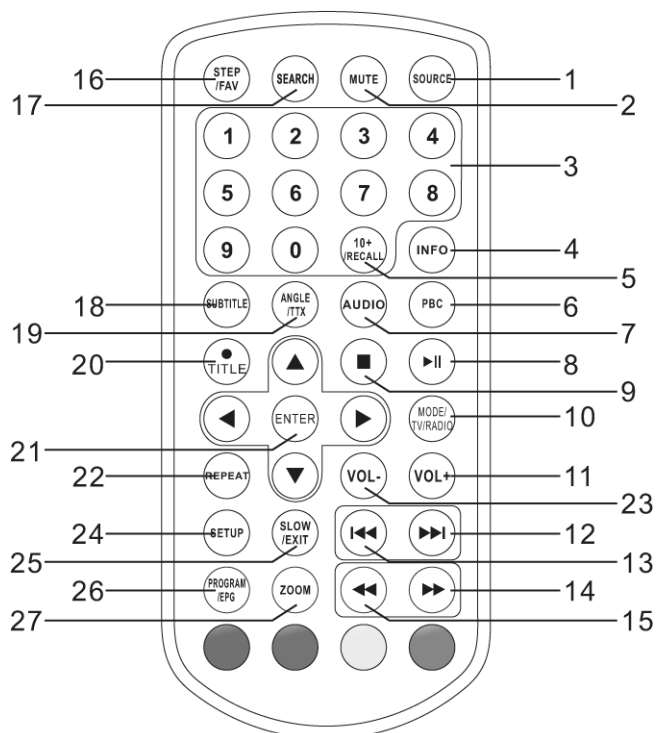 16
STEP
/FAV
SEARCH
MUTE
SOURCE
1
17
2
1
2
3
4
3
5
6
7
8
9
0
10+
/RECALL
INFO
4
5
18
SUBTITLE
ANGLE
/TTX
AUDIO
PBC
6
19
7
20
TITLE
8
9
ENTER
MODE/
TV/RADIO
10
21
22
REPEAT
VOL-
VOL+
11
23
24
SETUP
SLOW
/EXIT
12
25
13
26
PROGRAM
/EPG
ZOOM
14
27
15